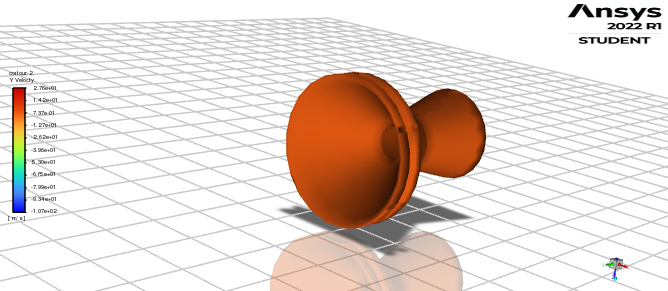 Ansys
2022 R1
STUDENT
contour-2
Y Velocity
2.76e+01
1.42e+01
7.37e-01
-1.27e+01
-2.62e+01
-3.96e+01
-5.30e+01
-6.65e+01
-7.99e+01
-9.34e+01
-1.07e+02
[ m/s ]